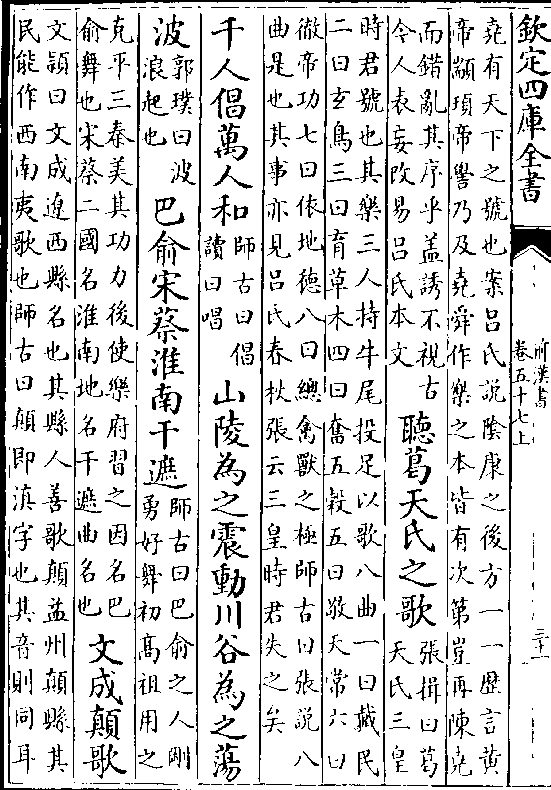 欽定四庫全書
前漢書
卷五十七上
堯有天下之號也案呂氏說陰康之後方一一歴言黄
帝顓頊帝嚳乃及堯舜作樂之本皆有次第豈再陳堯
而錯亂其序乎蓋誘不視古
今人表妄改易呂氏本文
聽葛天氏之歌
張揖曰葛
天氏三皇
時君號也其樂三人持牛尾投足以歌八曲一曰載民
二曰玄鳥三曰育草木四曰奮五穀五曰敬天常六曰
徹帝功七曰依地德八曰總禽獸之極師古曰張說八
曲是也其事亦見呂氏春秋張云三皇時君失之矣
千人倡萬人和
師古曰倡
讀曰唱
山陵為之震動川谷為之蕩
波
郭璞曰波
浪起也
巴俞宋蔡淮南干遮
師古曰巴俞之人剛
勇好舞初髙祖用之
克平三秦美其功力後使樂府習之因名巴
俞舞也宋蔡二國名淮南地名干遮曲名也
文成顛歌
文穎曰文成遼西縣名也其縣人善歌顛益州顛縣其
民能作西南夷歌也師古曰顛即滇字也其音則同耳